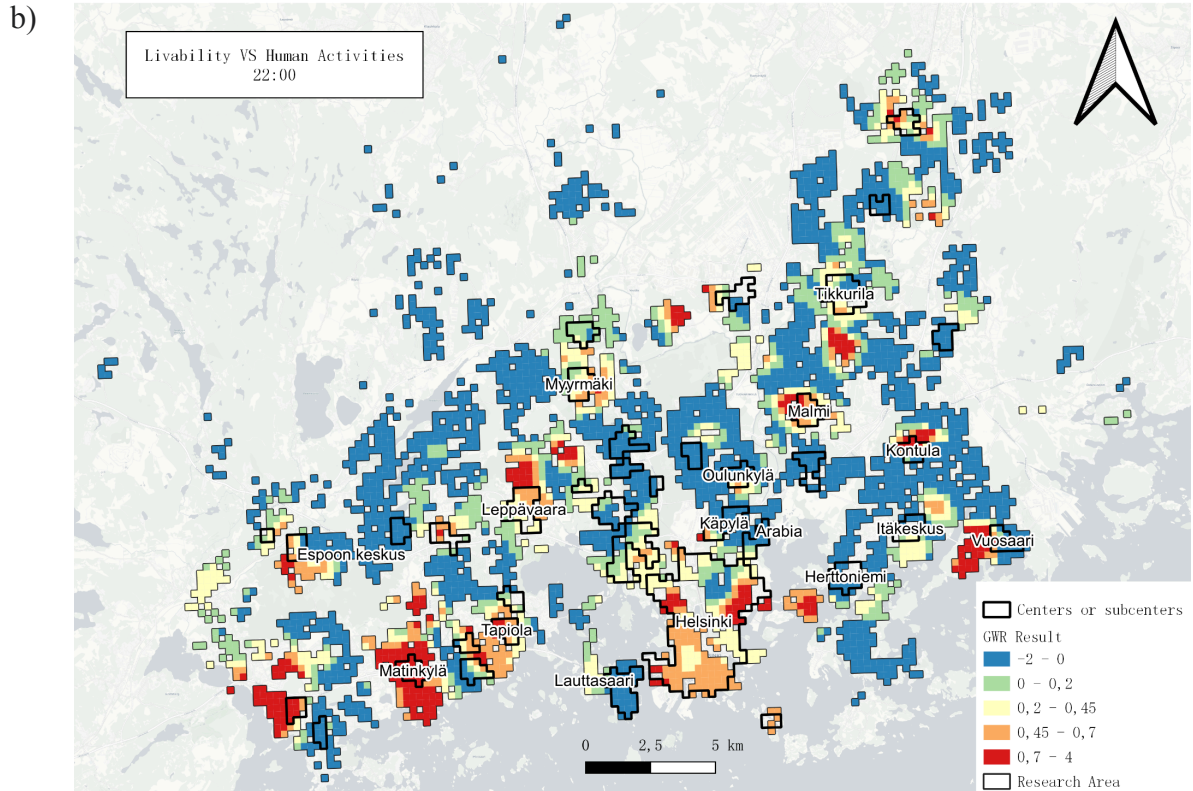 b)
Livability VS Human Activities
22:00
Tikkurila
Myyrmäki
Malmi
Kontula
Oulunkylä
Leppävaara
Käpylä
Arabia
Itäkeskus
Vuosaari
Espoon keskus
Herttoniemi
Helsinki
Tapiola
Matinkylä
Lauttasaari
0 2,5 5 km
Centers or subcenters
GWR Result
-2 - 0
0 - 0,2
0,2 - 0,45
0,45 - 0,7
0,7 - 4
Research Area